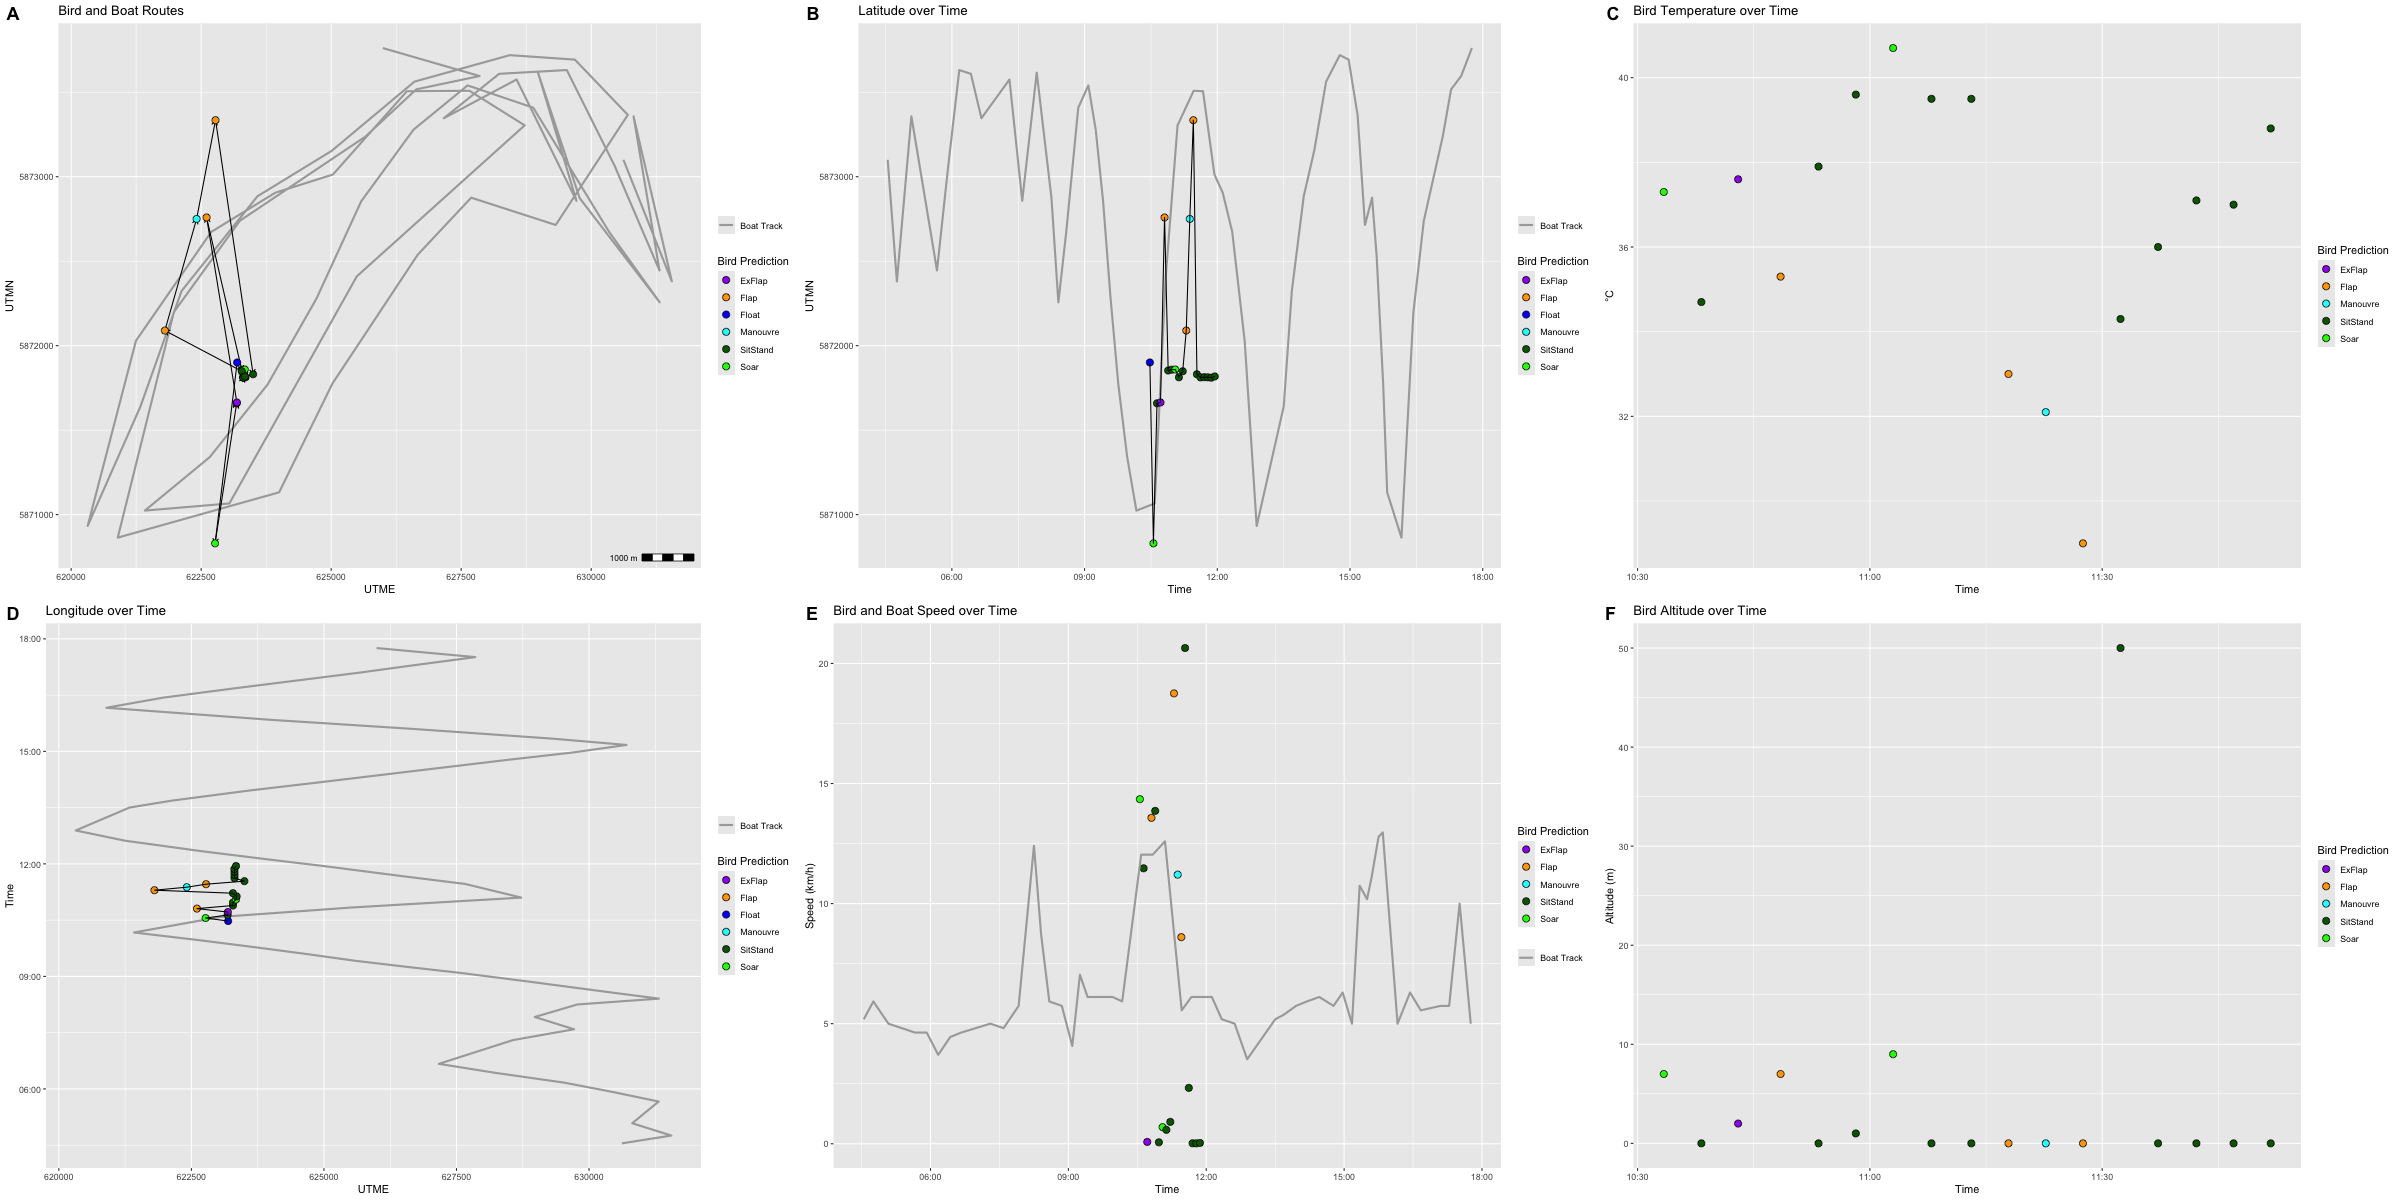 A Bird and Boat Routes
UTMN
5873000
5872000
5871000
620000 622500 625000 627500 630000
UTME
1000 m
Boat Track
Bird Prediction
ExFlap
Flap
Float
Manouvre
SitStand
Soar
B Latitude over Time
UTMN
5873000
5872000
5871000
06:00 09:00 12:00 15:00 18:00
Time
Boat Track
Bird Prediction
ExFlap
Flap
Float
Manouvre
SitStand
Soar
C Bird Temperature over Time
°C
40
36
32
10:30 11:00 11:30
Time
Bird Prediction
ExFlap
Flap
Manouvre
SitStand
Soar
D Longitude over Time
Time
18:00
15:00
12:00
09:00
06:00
620000 622500 625000 627500 630000
UTME
Boat Track
Bird Prediction
ExFlap
Flap
Float
Manouvre
SitStand
Soar
E Bird and Boat Speed over Time
Speed (km/h)
20
15
10
5
0
06:00 09:00 12:00 15:00 18:00
Time
Bird Prediction
ExFlap
Flap
Manouvre
SitStand
Soar
Boat Track
F Bird Altitude over Time
Altitude (m)
50
40
30
20
10
0
10:30 11:00 11:30
Time
Bird Prediction
ExFlap
Flap
Manouvre
SitStand
Soar